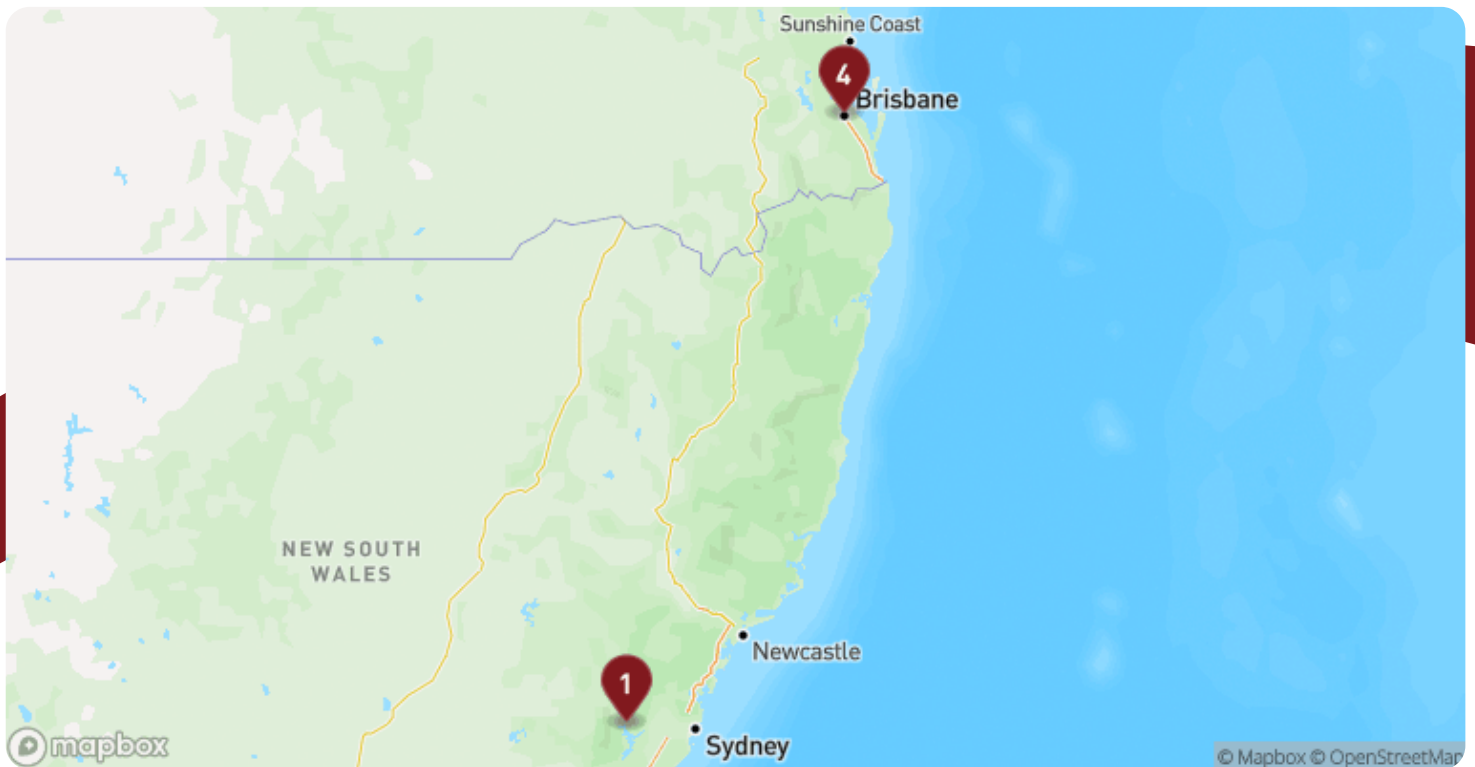 Sunshine Coast
4
Brisbane
NEW SOUTH
WALES
Newcastle
1
Sydney
mapbox
© Mapbox © OpenStreetMap